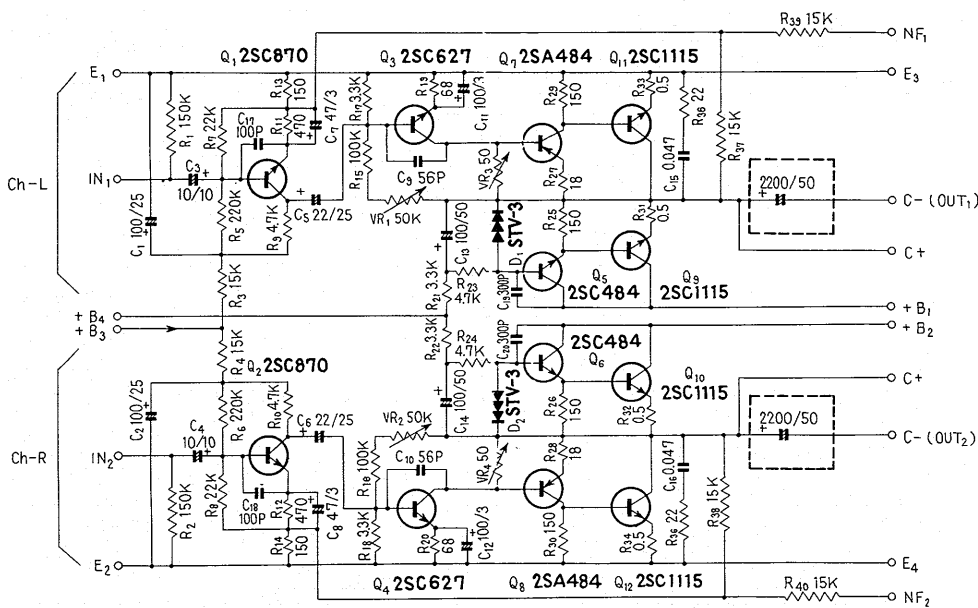 R39 15K
NF1
Q1 2SC870
Q3 2SC627
Q7 2SA484
Q11 2SC1115
E1
E3
R13 150
R11 470
C7 47/3
C17 100P
R1 150K
R7 22K
R17 3.3K
R15 100K
R19 68
C11 100/3
R29 150
R33 0.5
R36 22
R37 15K
C15 0.047
Ch-L
IN1
C3 10/10
C5 22/25
C9 56P
VR1 50K
VR3 50
R27 18
2200/50
C-(OUT1)
C1 100/25
R5 220K
R9 4.7K
C13 100/50
D1 STV-3
R25 150
R31 0.5
C+
R3 15K
R21 3.3K
R23 4.7K
C19 300P
Q5 2SC484
Q9 2SC1115
+B4
+B3
+B1
+B2
R4 15K
R22 3.3K
R24 4.7K
C20 300P
2SC484 Q6
Q2 2SC870
Q10 2SC1115
C2 100/25
R6 220K
R10 4.7K
C6 22/25
VR2 50K
C14 100/50
D2 STV-3
R26 150
R32 0.5
C+
2200/50
C-(OUT2)
Ch-R
IN2
C4 10/10
C10 56P
VR4 50
R28 18
C16 0.047
R2 150K
R8 22K
C18 100P
R12 470
C8 47/3
R16 100K
R18 3.3K
R20 68
C12 100/3
R30 150
R34 0.5
R36 22
R38 15K
R14 150
E2
E4
Q4 2SC627
Q8 2SA484
Q12 2SC1115
R40 15K
NF2